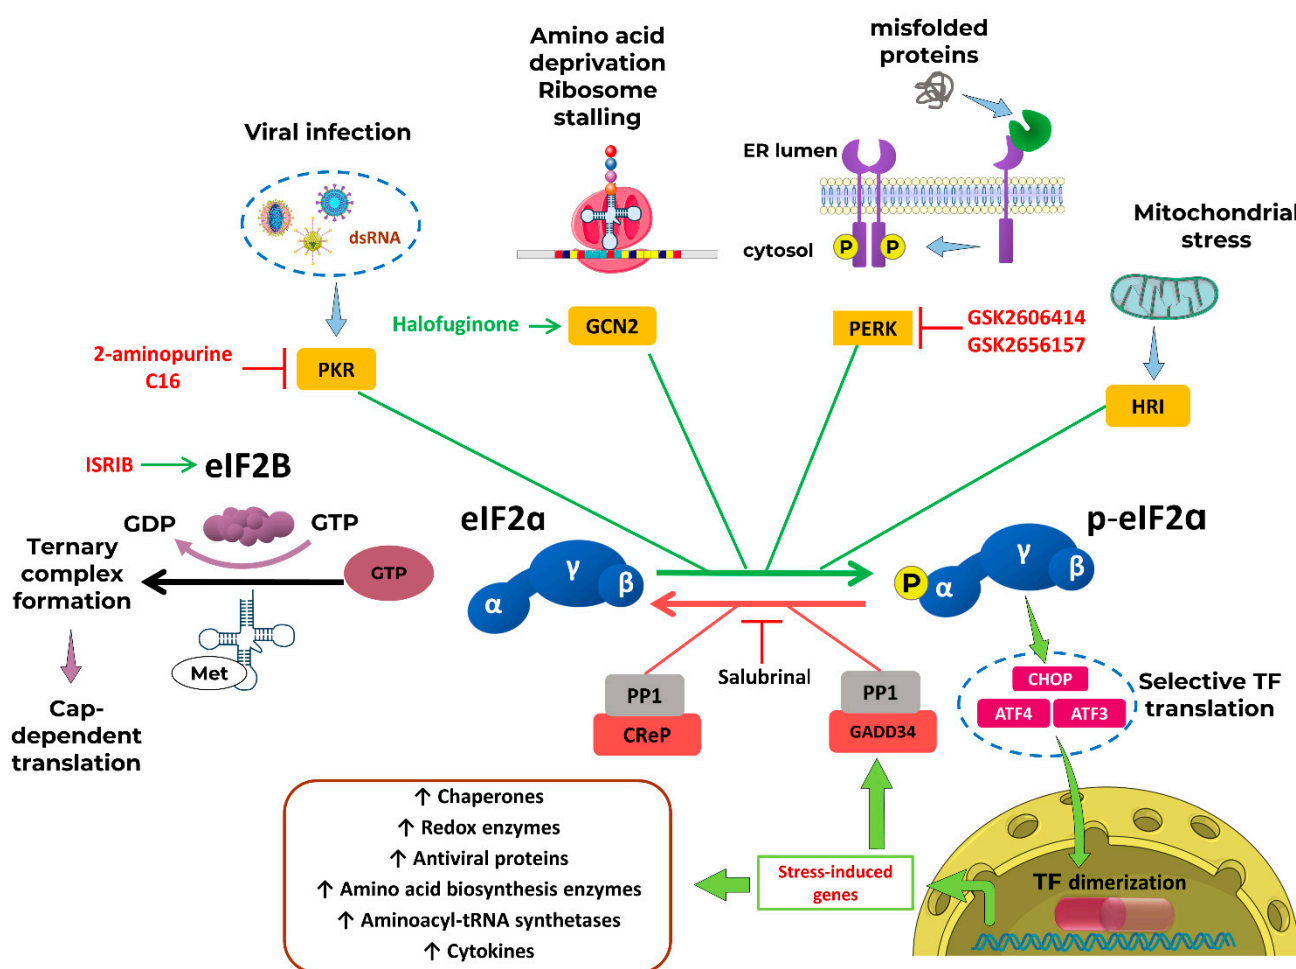 Amino acid
deprivation
Ribosome
stalling
misfolded
proteins
Viral infection
dsRNA
ER lumen
cytosol
P
P
Mitochondrial
stress
Halofuginone
GCN2
PERK
GSK2606414
GSK2656157
2-aminopurine
C16
PKR
HRI
ISRIB
eIF2B
GDP
GTP
Ternary
complex
formation
GTP
Met
Cap-
dependent
translation
eIF2α
α
γ
β
p-eIF2α
P
α
γ
β
Salubrinal
PP1
CReP
PP1
GADD34
CHOP
ATF4
ATF3
Selective TF
translation
TF dimerization
Stress-induced
genes
↑ Chaperones
↑ Redox enzymes
↑ Antiviral proteins
↑ Amino acid biosynthesis enzymes
↑ Aminoacyl-tRNA synthetases
↑ Cytokines